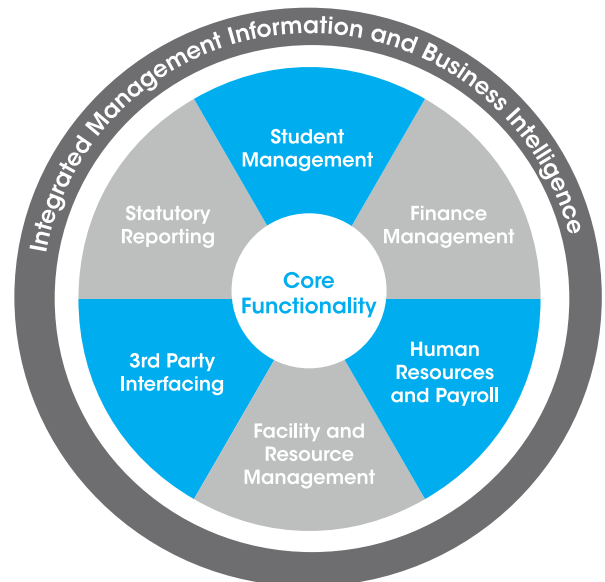 Integrated Management Information and Business Intelligence
Student
Management
Finance
Management
Human
Resources
and Payroll
Facility and
Resource
Management
3rd Party
Interfacing
Statutory
Reporting
Core
Functionality